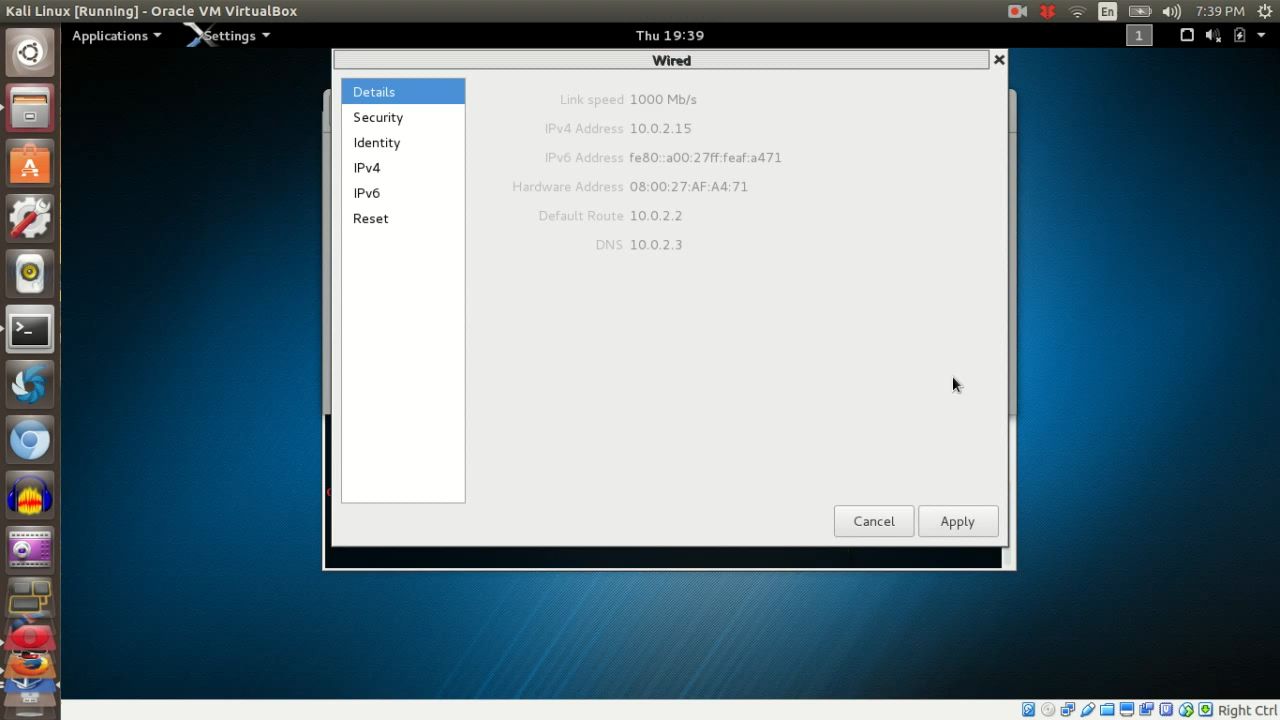 Kali Linux [Running] - Oracle VM VirtualBox
En
7:39 PM
Applications
Settings
Thu 19:39
1
Wired
Details
Security
Identity
IPv4
IPv6
Reset
Link speed 1000 Mb/s
IPv4 Address 10.0.2.15
IPv6 Address fe80::a00:27ff:feaf:a471
Hardware Address 08:00:27:AF:A4:71
Default Route 10.0.2.2
DNS 10.0.2.3
Cancel
Apply
Right Ctrl